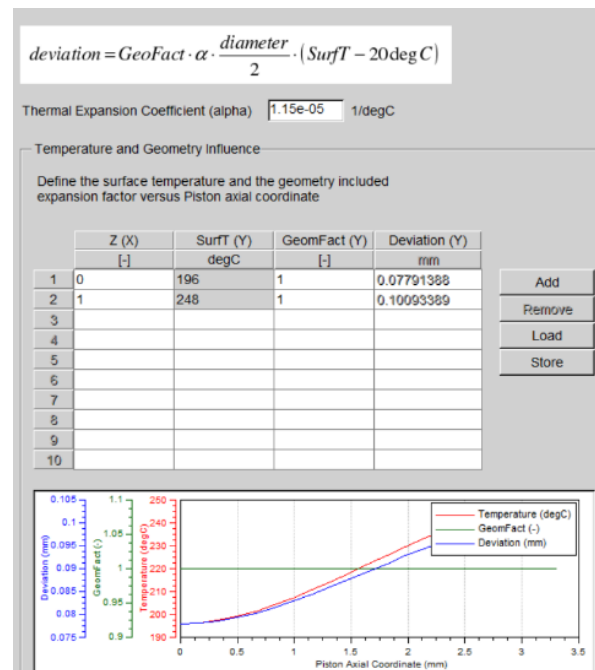 deviation = GeoFact · α · diameter / 2 · (SurfT − 20 deg C)
Thermal Expansion Coefficient (alpha) 1.15e-05 1/degC
Temperature and Geometry Influence
Define the surface temperature and the geometry included
expansion factor versus Piston axial coordinate
Z (X) SurfT (Y) GeomFact (Y) Deviation (Y)
[-] degC [-] mm
1 0 196 1 0.07791388
2 1 248 1 0.10093389
3
4
5
6
7
8
9
10
Add
Remove
Load
Store
Deviation (mm)
0.105
0.1
0.095
0.09
0.085
0.08
0.075
GeomFact (-)
1.1
1.05
1
0.95
0.9
Temperature (degC)
250
240
230
220
210
200
190
Temperature (degC)
GeomFact (-)
Deviation (mm)
0 0.5 1 1.5 2 2.5 3 3.5
Piston Axial Coordinate (mm)